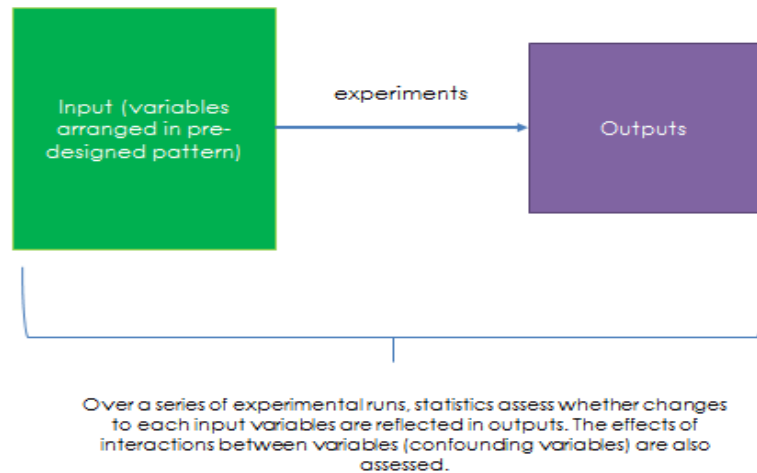 Input (variables
arranged in pre-
designed pattern)
experiments
Outputs
Over a series of experimental runs, statistics assess whether changes
to each input variables are reflected in outputs. The effects of
interactions between variables (confounding variables) are also
assessed.